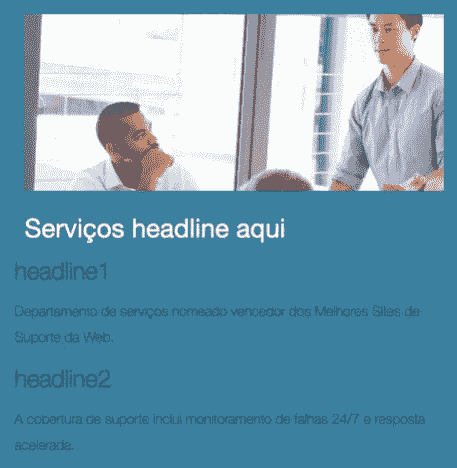 Serviços headline aqui
headline1
Departamento de serviços nomeado vencedor dos Melhores Sites de
Suporte da Web.
headline2
A cobertura de suporte inclui monitoramento de falhas 24/7 e resposta
acelerada.